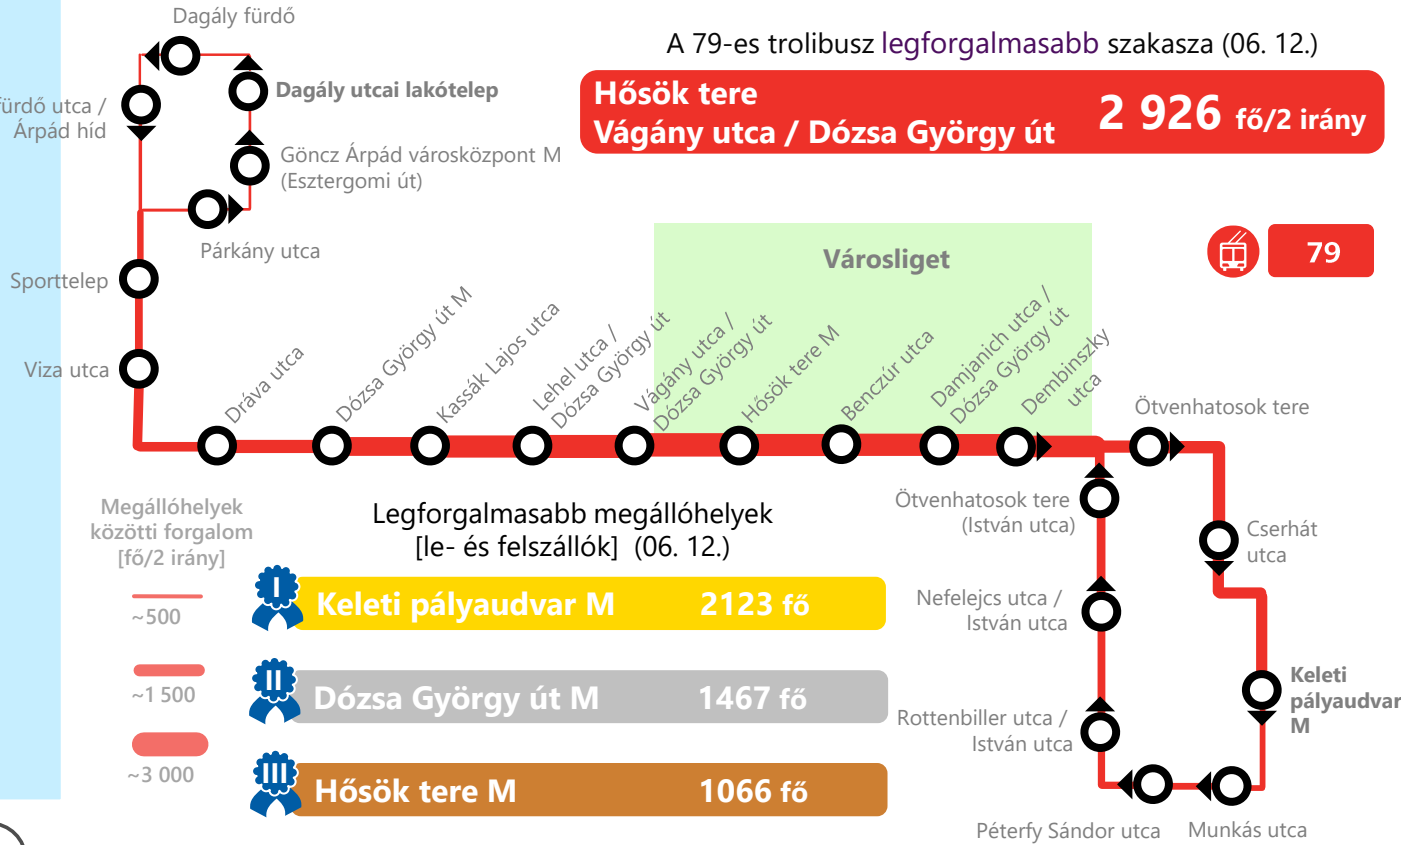 Dagály fürdő
A 79-es trolibusz legforgalmasabb szakasza (06. 12.)
Hősök tere
Vágány utca / Dózsa György út
2 926 fő/2 irány
Dagály utcai lakótelep
fürdő utca /
Árpád híd
Göncz Árpád városközpont M
(Esztergomi út)
Párkány utca
79
Városliget
Sporttelep
Viza utca
Dráva utca
Dózsa György út M
Kassák Lajos utca
Lehel utca /
Dózsa György út
Vágány utca /
Dózsa György út
Hősök tere M
Benczúr utca
Damjanich utca /
Dózsa György út
Dembinszky
utca
Ötvenhatosok tere
Ötvenhatosok tere
(István utca)
Cserhát
utca
Nefelejcs utca /
István utca
Keleti
pályaudvar
M
Rottenbiller utca /
István utca
Péterfy Sándor utca
Munkás utca
Megállóhelyek
közötti forgalom
[fő/2 irány]
~500
~1 500
~3 000
Legforgalmasabb megállóhelyek
[le- és felszállók] (06. 12.)
I Keleti pályaudvar M 2123 fő
II Dózsa György út M 1467 fő
III Hősök tere M 1066 fő